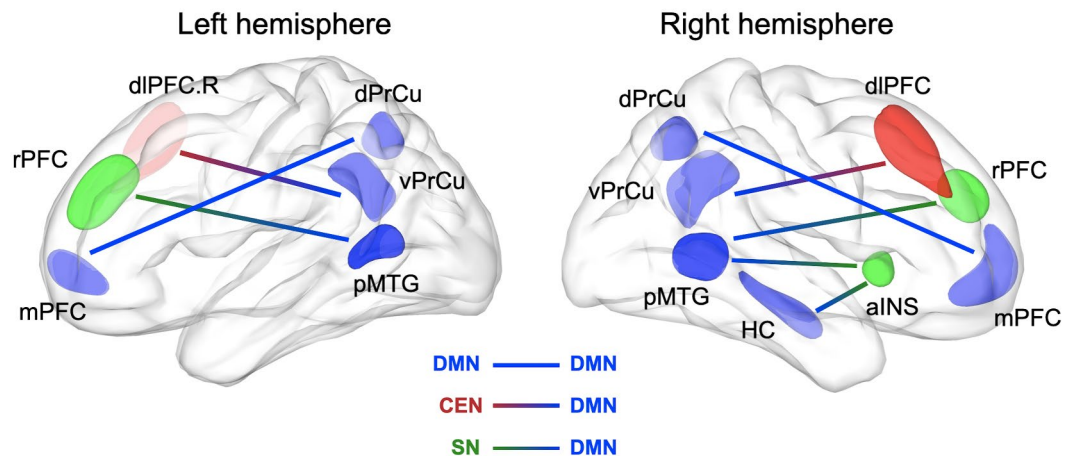 Left hemisphere
Right hemisphere
dlPFC.R
dPrCu
rPFC
vPrCu
pMTG
mPFC
dPrCu
dlPFC
rPFC
vPrCu
pMTG
HC
aINS
mPFC
DMN DMN
CEN DMN
SN DMN